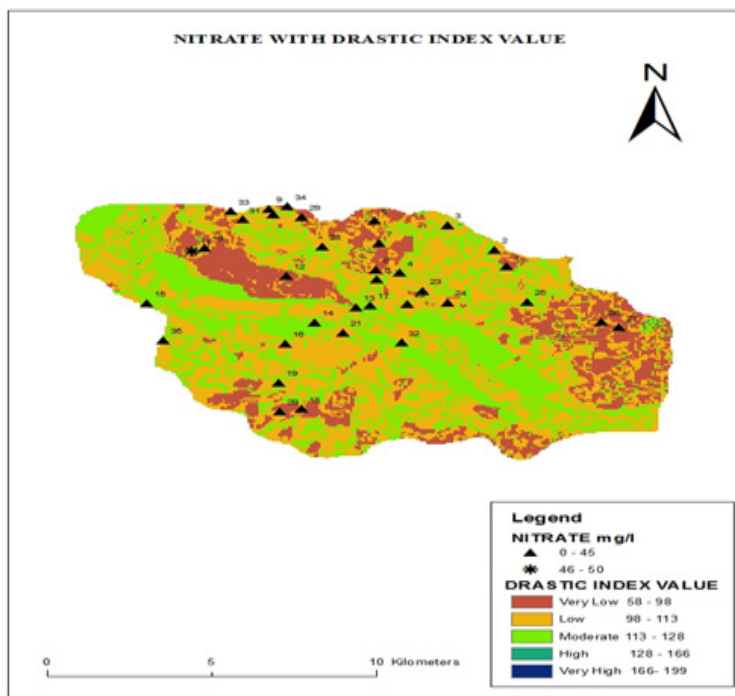 NITRATE WITH DRASTIC INDEX VALUE
N
33
9
34
29
3
2
12
4
23
24
15
13
17
14
21
16
32
19
18
Legend
NITRATE mg/l
0 - 45
46 - 50
DRASTIC INDEX VALUE
Very Low 58 - 98
Low 98 - 113
Moderate 113 - 128
High 128 - 166
Very High 166- 199
0 5 10 Kilometers